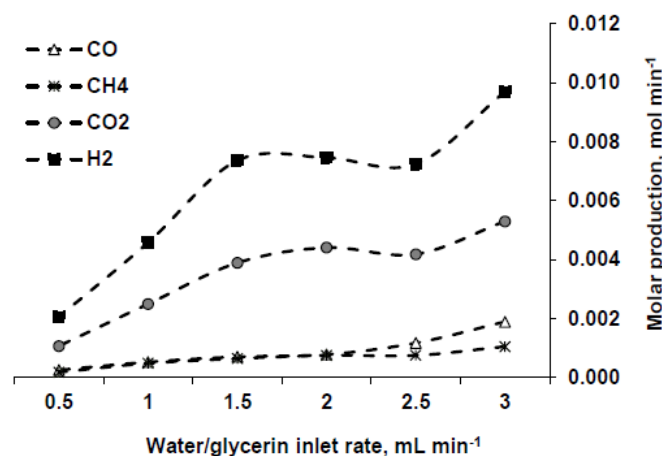 CO
CH4
CO2
H2
0.012
0.010
0.008
0.006
0.004
0.002
0.000
Molar production, mol min-1
0.5 1 1.5 2 2.5 3
Water/glycerin inlet rate, mL min-1